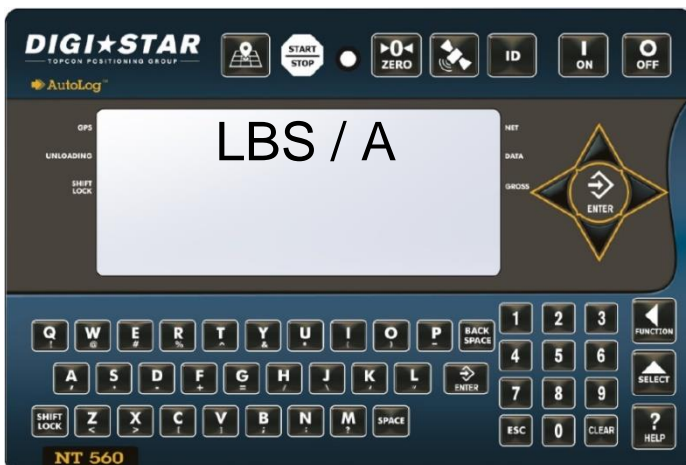 DIGI★STAR
TOPCON POSITIONING GROUP
AutoLog™
START
STOP
0
ZERO
ID
I
ON
O
OFF
LBS / A
GPS
UNLOADING
SHIFT
LOCK
NET
DATA
GROSS
ENTER
Q W E R T Y U I O P BACK
SPACE
A S D F G H J K L ENTER
SHIFT
LOCK Z X C V B N M SPACE
1 2 3 FUNCTION
4 5 6 SELECT
7 8 9
ESC 0 CLEAR ?
HELP
NT 560